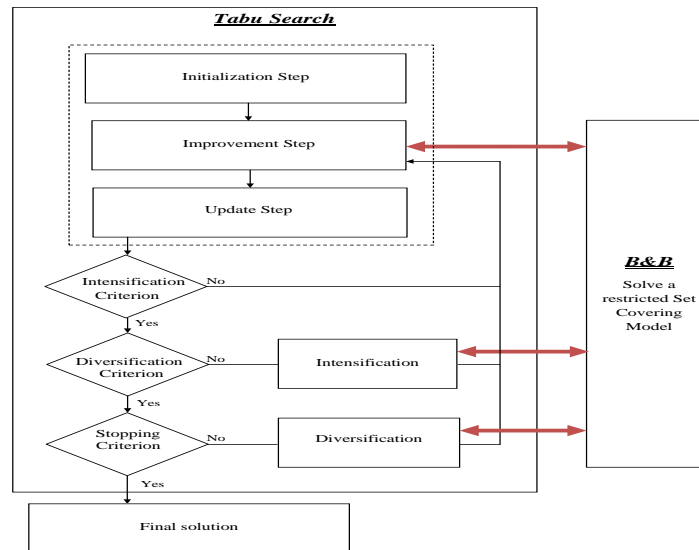 Tabu Search
Initialization Step
Improvement Step
Update Step
Intensification
Criterion
No
Yes
Diversification
Criterion
No
Intensification
Yes
Stopping
Criterion
No
Diversification
Yes
Final solution
B&B
Solve a
restricted Set
Covering
Model